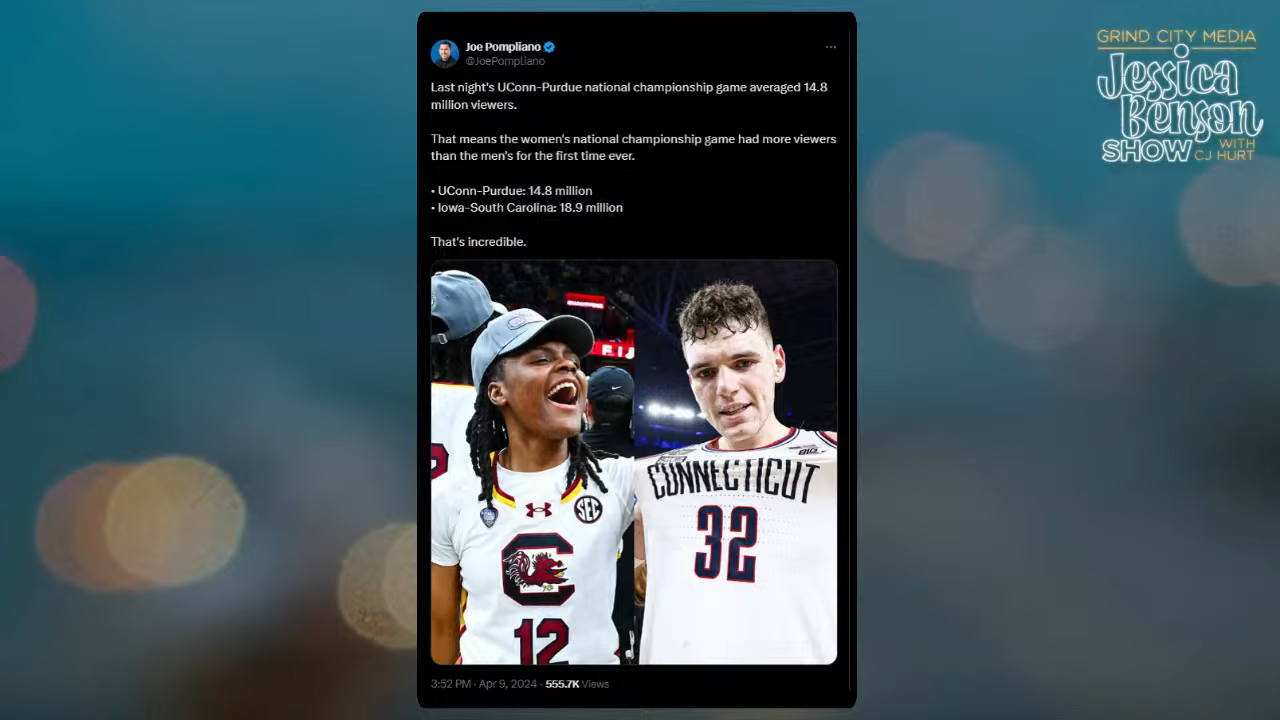 Joe Pompliano
@JoePompliano
Last night's UConn-Purdue national championship game averaged 14.8
million viewers.
That means the women's national championship game had more viewers
than the men's for the first time ever.
• UConn-Purdue: 14.8 million
• Iowa-South Carolina: 18.9 million
That's incredible.
SEC
C
12
BIG
CONNECTICUT
32
3:52 PM · Apr 9, 2024 · 555.7K Views
GRIND CITY MEDIA
Jessica
Benson
SHOW WITH
CJ HURT